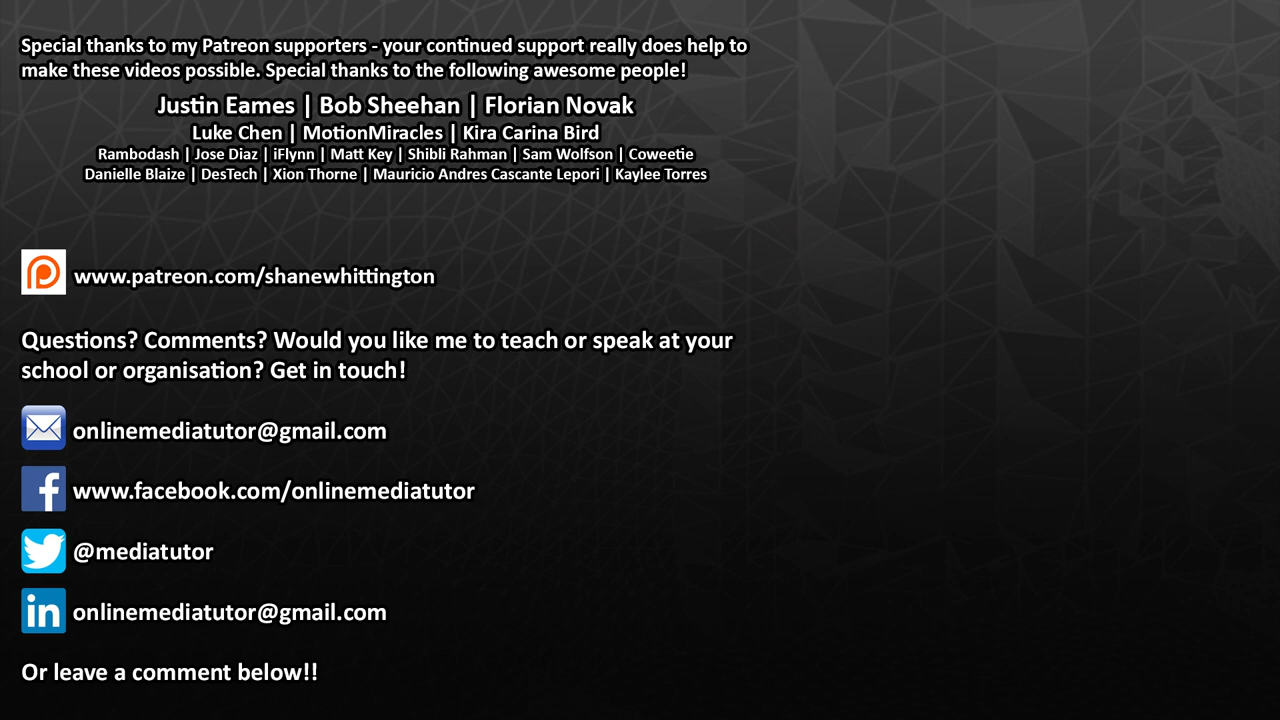 Special thanks to my Patreon supporters - your continued support really does help to
make these videos possible. Special thanks to the following awesome people!
Justin Eames | Bob Sheehan | Florian Novak
Luke Chen | MotionMiracles | Kira Carina Bird
Rambodash | Jose Diaz | iFlynn | Matt Key | Shibli Rahman | Sam Wolfson | Coweetie
Danielle Blaize | DesTech | Xion Thorne | Mauricio Andres Cascante Lepori | Kaylee Torres
www.patreon.com/shanewhittington
Questions? Comments? Would you like me to teach or speak at your
school or organisation? Get in touch!
onlinemediatutor@gmail.com
www.facebook.com/onlinemediatutor
@mediatutor
in onlinemediatutor@gmail.com
Or leave a comment below!!